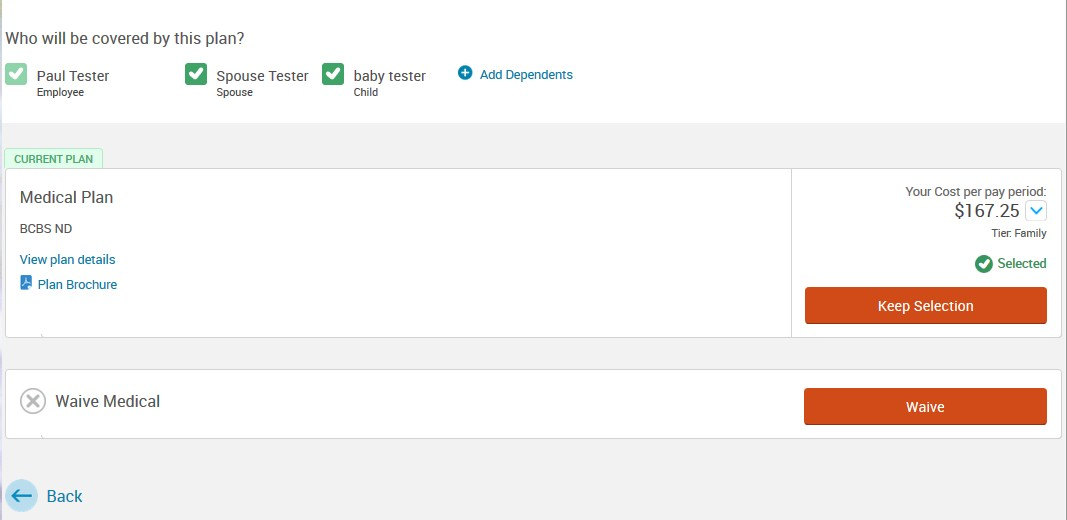 Who will be covered by this plan?
Paul Tester
Employee
Spouse Tester
Spouse
baby tester
Child
Add Dependents
CURRENT PLAN
Medical Plan
BCBS ND
View plan details
Plan Brochure
Your Cost per pay period:
$167.25
Tier: Family
Selected
Keep Selection
Waive Medical
Waive
Back